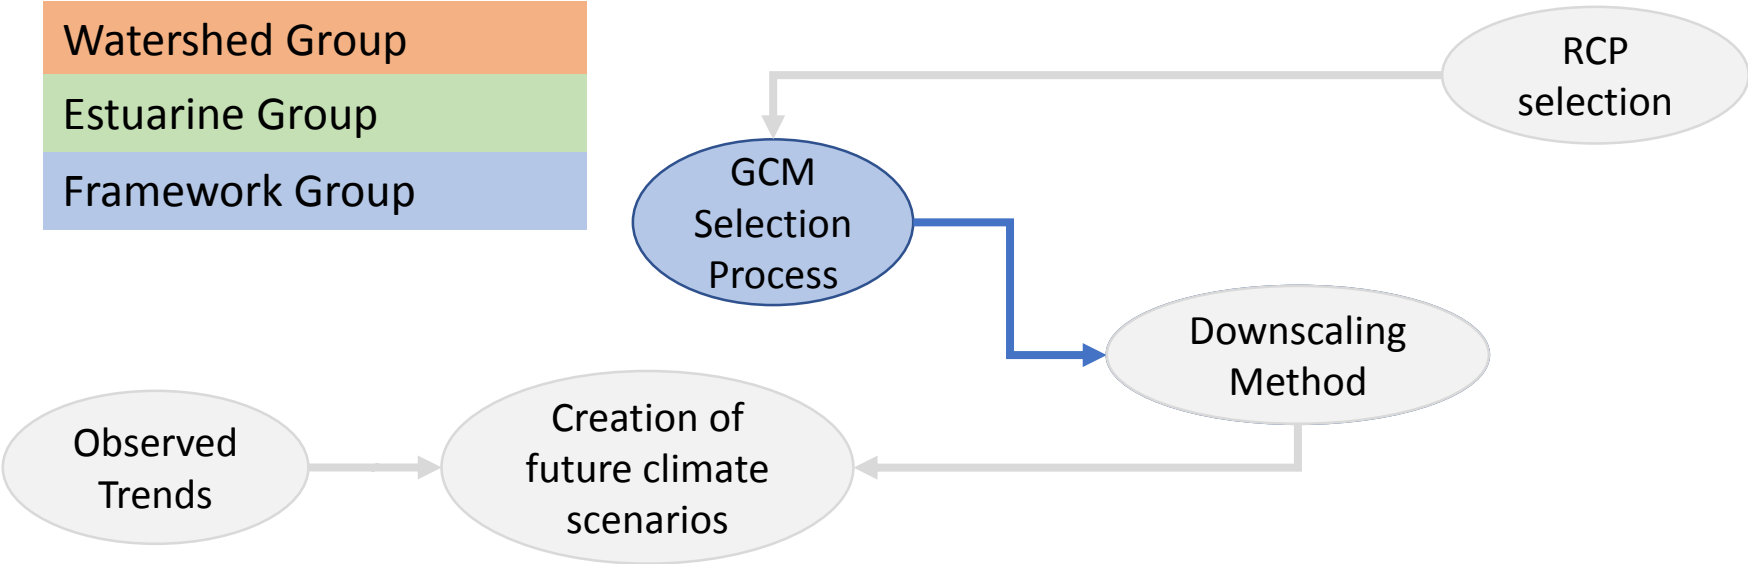 Watershed Group
Estuarine Group
Framework Group
RCP
selection
GCM
Selection
Process
Downscaling
Method
Observed
Trends
Creation of
future climate
scenarios